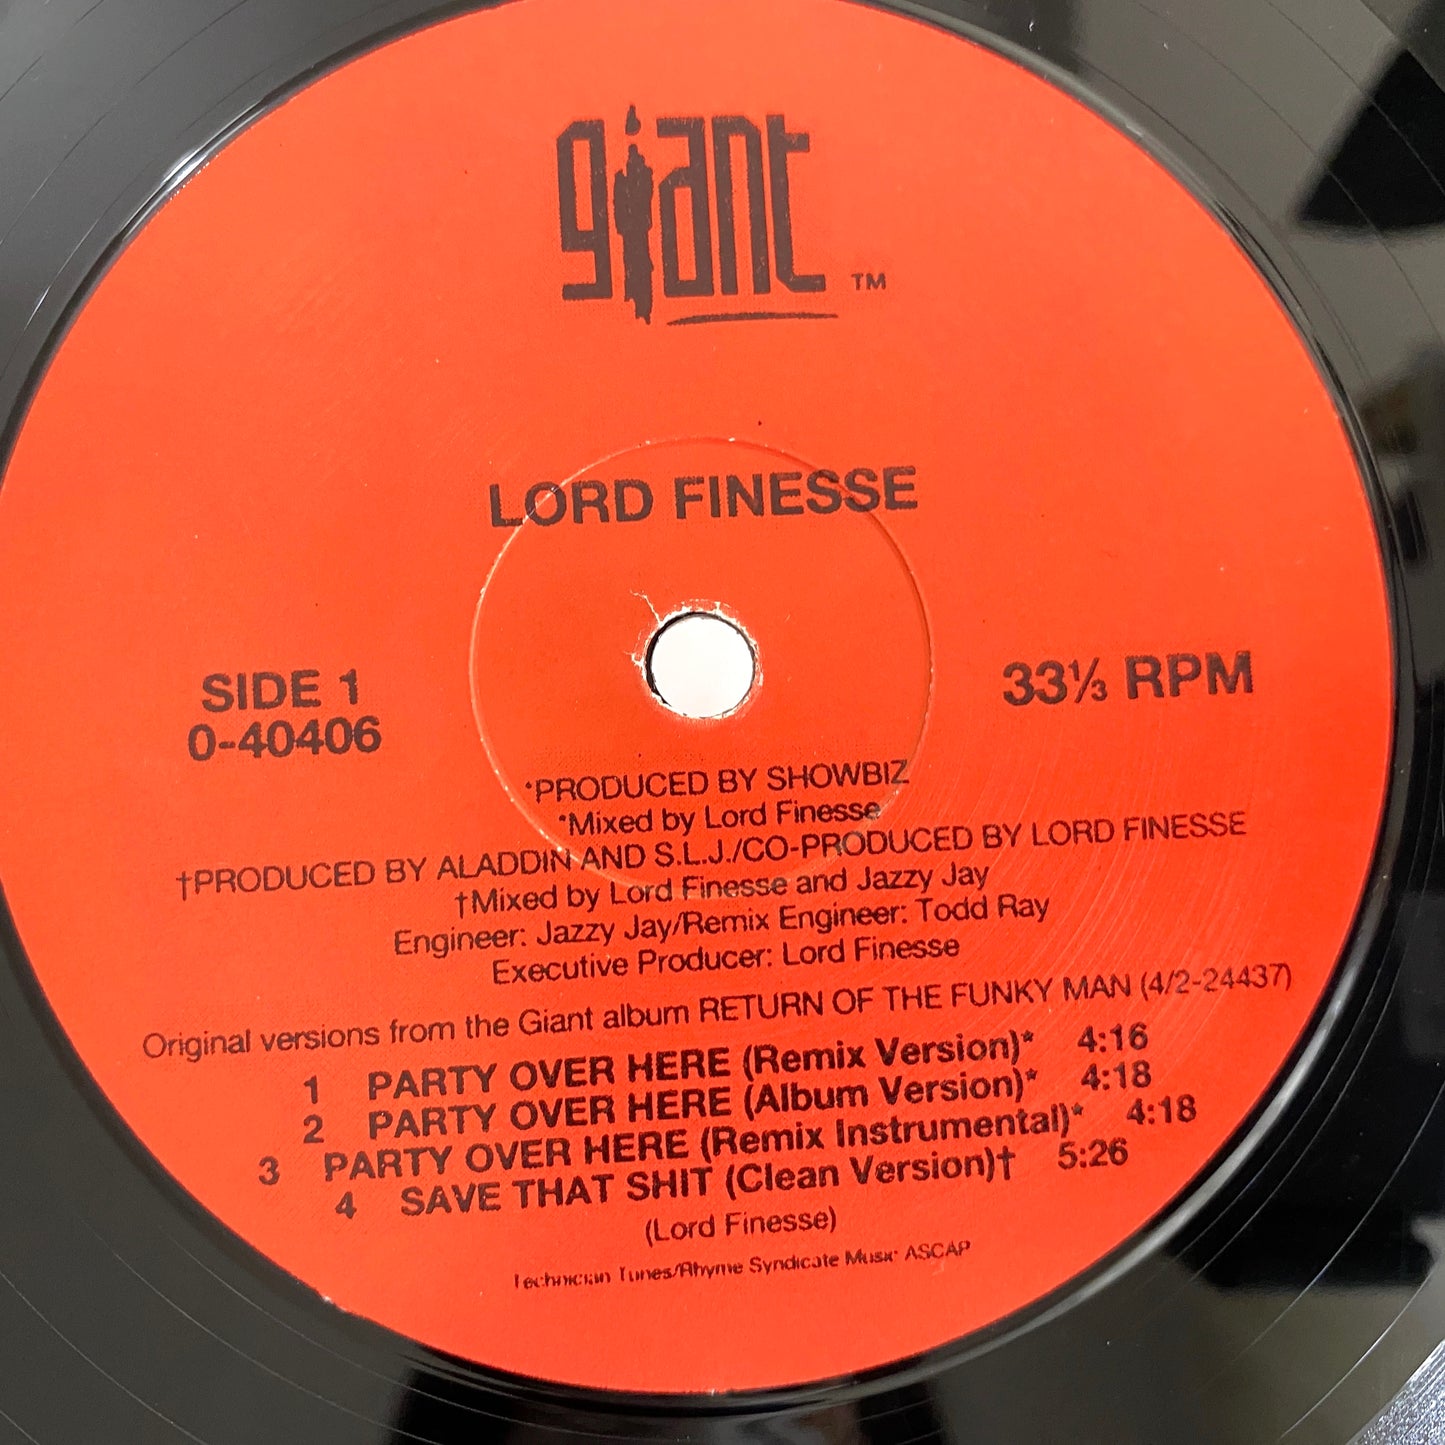 giant TM
LORD FINESSE
SIDE 1
0-40406
33⅓ RPM
*PRODUCED BY SHOWBIZ
*Mixed by Lord Finesse
†PRODUCED BY ALADDIN AND S.L.J./CO-PRODUCED BY LORD FINESSE
†Mixed by Lord Finesse and Jazzy Jay
Engineer: Jazzy Jay/Remix Engineer: Todd Ray
Executive Producer: Lord Finesse
Original versions from the Giant album RETURN OF THE FUNKY MAN (4/2-24437)
1 PARTY OVER HERE (Remix Version)* 4:16
2 PARTY OVER HERE (Album Version)* 4:18
3 PARTY OVER HERE (Remix Instrumental)* 4:18
4 SAVE THAT SHIT (Clean Version)† 5:26
(Lord Finesse)
Technician Tunes/Rhyme Syndicate Music ASCAP